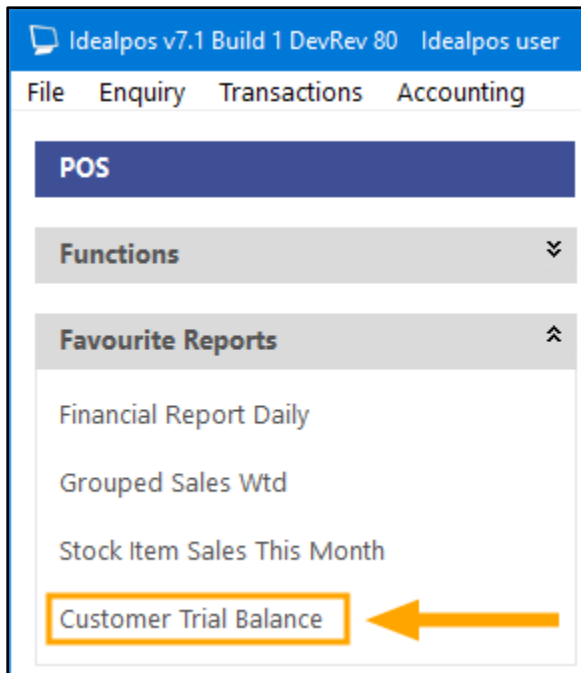 Idealpos v7.1 Build 1 DevRev 80 Idealpos user
File Enquiry Transactions Accounting
POS
Functions
Favourite Reports
Financial Report Daily
Grouped Sales Wtd
Stock Item Sales This Month
Customer Trial Balance